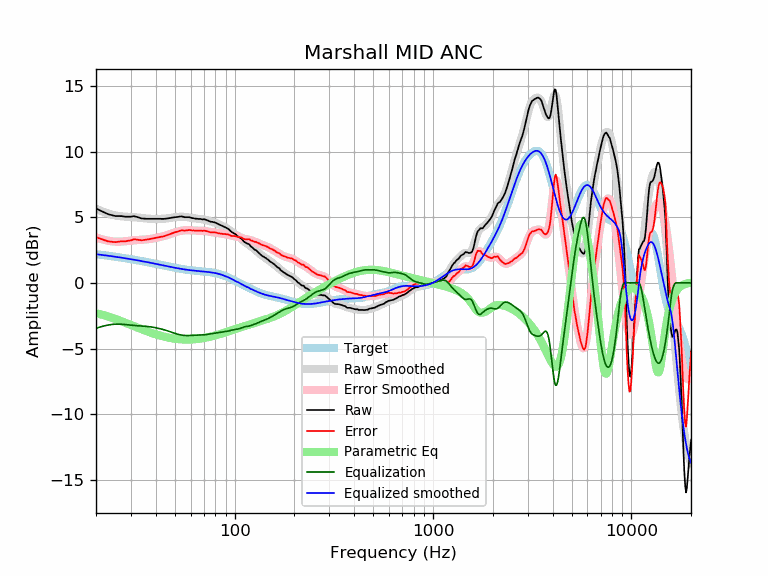 Marshall MID ANC
15
10
5
0
−5
−10
−15
Amplitude (dBr)
Target
Raw Smoothed
Error Smoothed
Raw
Error
Parametric Eq
Equalization
Equalized smoothed
100
1000
10000
Frequency (Hz)